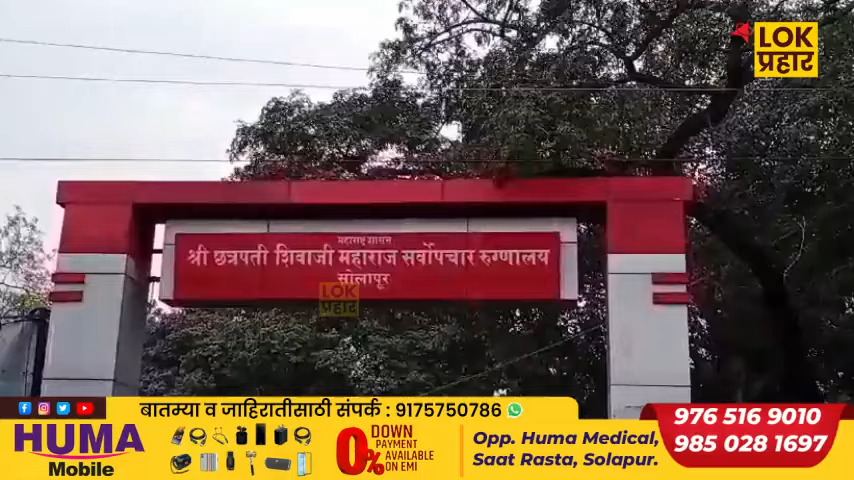 LOK
प्रहार
महाराष्ट्र शासन
श्री छत्रपती शिवाजी महाराज सर्वोपचार रुग्णालय
सोलापूर
LOK
प्रहार
बातम्या व जाहिरातीसाठी संपर्क : 9175750786
HUMA
Mobile
0%
DOWN
PAYMENT
AVAILABLE
ON EMI
Opp. Huma Medical,
Saat Rasta, Solapur.
976 516 9010
985 028 1697